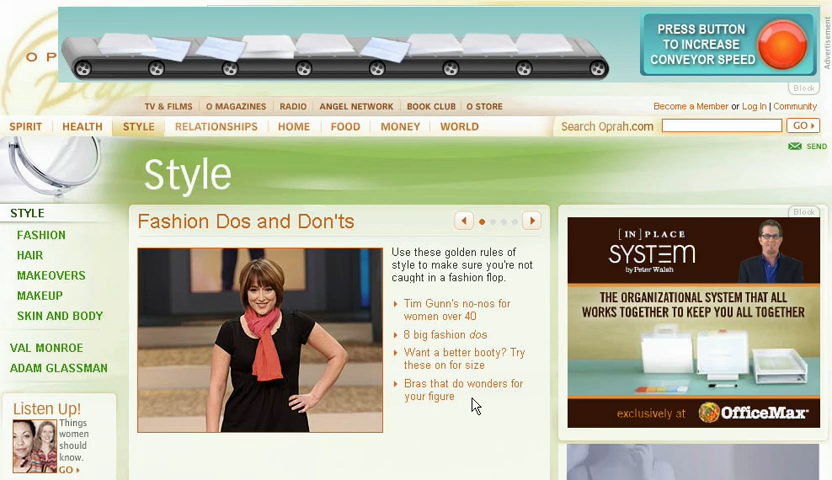 PRESS BUTTON
TO INCREASE
CONVEYOR SPEED
Advertisement
O P
Block
TV & FILMS O MAGAZINES RADIO ANGEL NETWORK BOOK CLUB O STORE
Become a Member or Log In | Community
SPIRIT HEALTH STYLE RELATIONSHIPS HOME FOOD MONEY WORLD
Search Oprah.com GO
SEND
Style
STYLE
FASHION
HAIR
MAKEOVERS
MAKEUP
SKIN AND BODY
VAL MONROE
ADAM GLASSMAN
Listen Up!
Things
women
should
know.
GO
Fashion Dos and Don'ts
Use these golden rules of
style to make sure you're not
caught in a fashion flop.
Tim Gunn's no-nos for
women over 40
8 big fashion dos
Want a better booty? Try
these on for size
Bras that do wonders for
your figure
Block
[IN] PLACE
SYSTEM
by Peter Walsh
THE ORGANIZATIONAL SYSTEM THAT ALL
WORKS TOGETHER TO KEEP YOU ALL TOGETHER
exclusively at OfficeMax